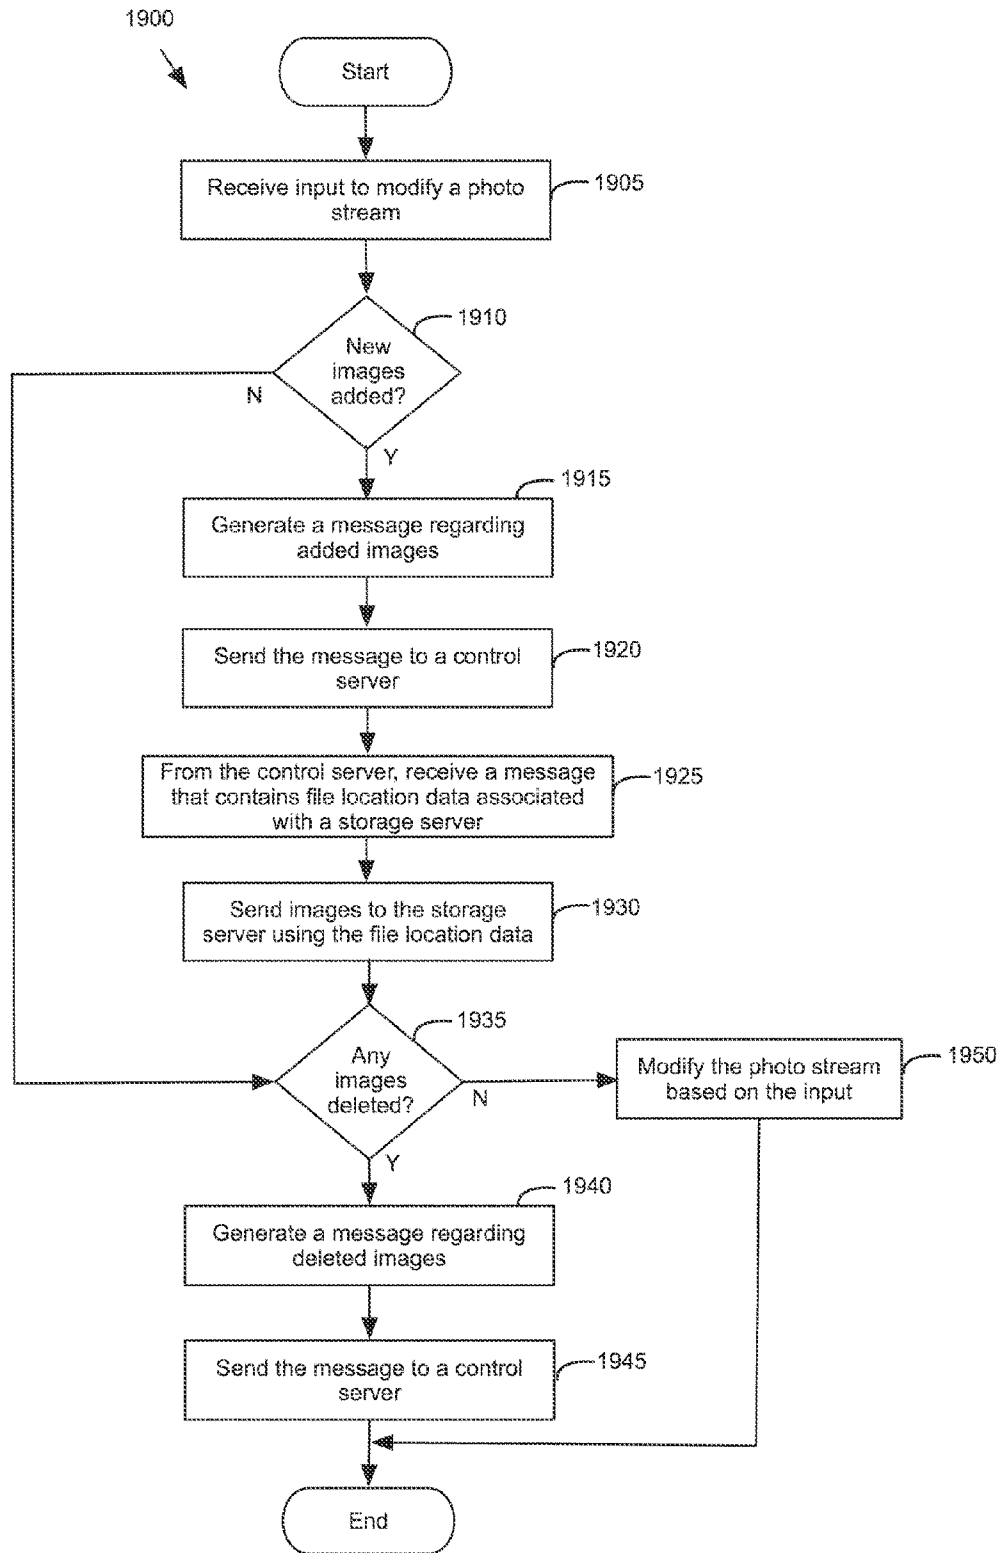 1900
Start
Receive input to modify a photo
stream
1905
New
images
added?
1910
N
Y
Generate a message regarding
added images
1915
Send the message to a control
server
1920
From the control server, receive a message
that contains file location data associated
with a storage server
1925
Send images to the storage
server using the file location data
1930
Any
images
deleted?
1935
N
Y
Modify the photo stream
based on the input
1950
Generate a message regarding
deleted images
1940
Send the message to a control
server
1945
End